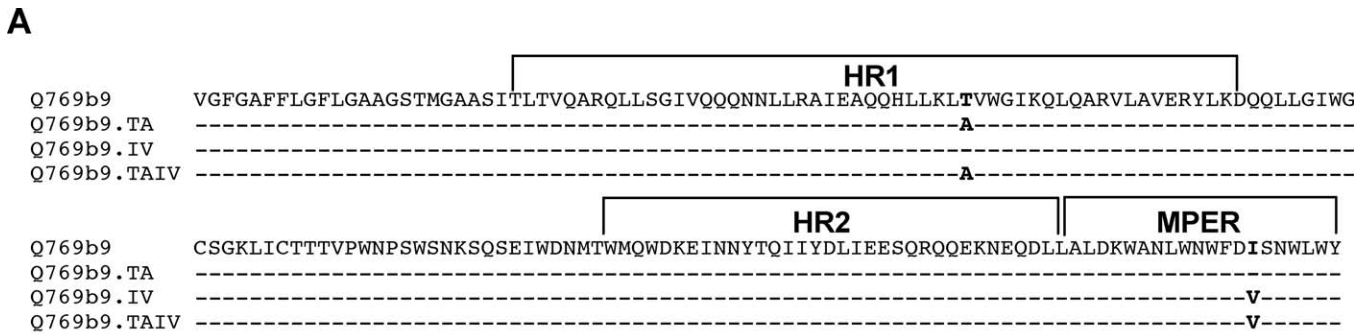 A
HR1
Q769b9 VGFGAFFLGFLGAAGSTMGAASITLTVQARQLLSGIVQQQNNLLRAIEAQQHLLKLTVWGIKQLQARVLAVERYLKDQQLLGIWG
Q769b9.TA --------------------------------------------------------A----------------------------
Q769b9.IV -------------------------------------------------------------------------------------
Q769b9.TAIV --------------------------------------------------------A----------------------------
HR2 MPER
Q769b9 CSGKLICTTTVPWNPSWSNKSQSEIWDNMTWMQWDKEINNYTQIIYDLIEESQRQQEKNEQDLLALDKWANLWNWFDISNWLWY
Q769b9.TA ------------------------------------------------------------------------------------
Q769b9.IV -----------------------------------------------------------------------------V------
Q769b9.TAIV -----------------------------------------------------------------------------V------